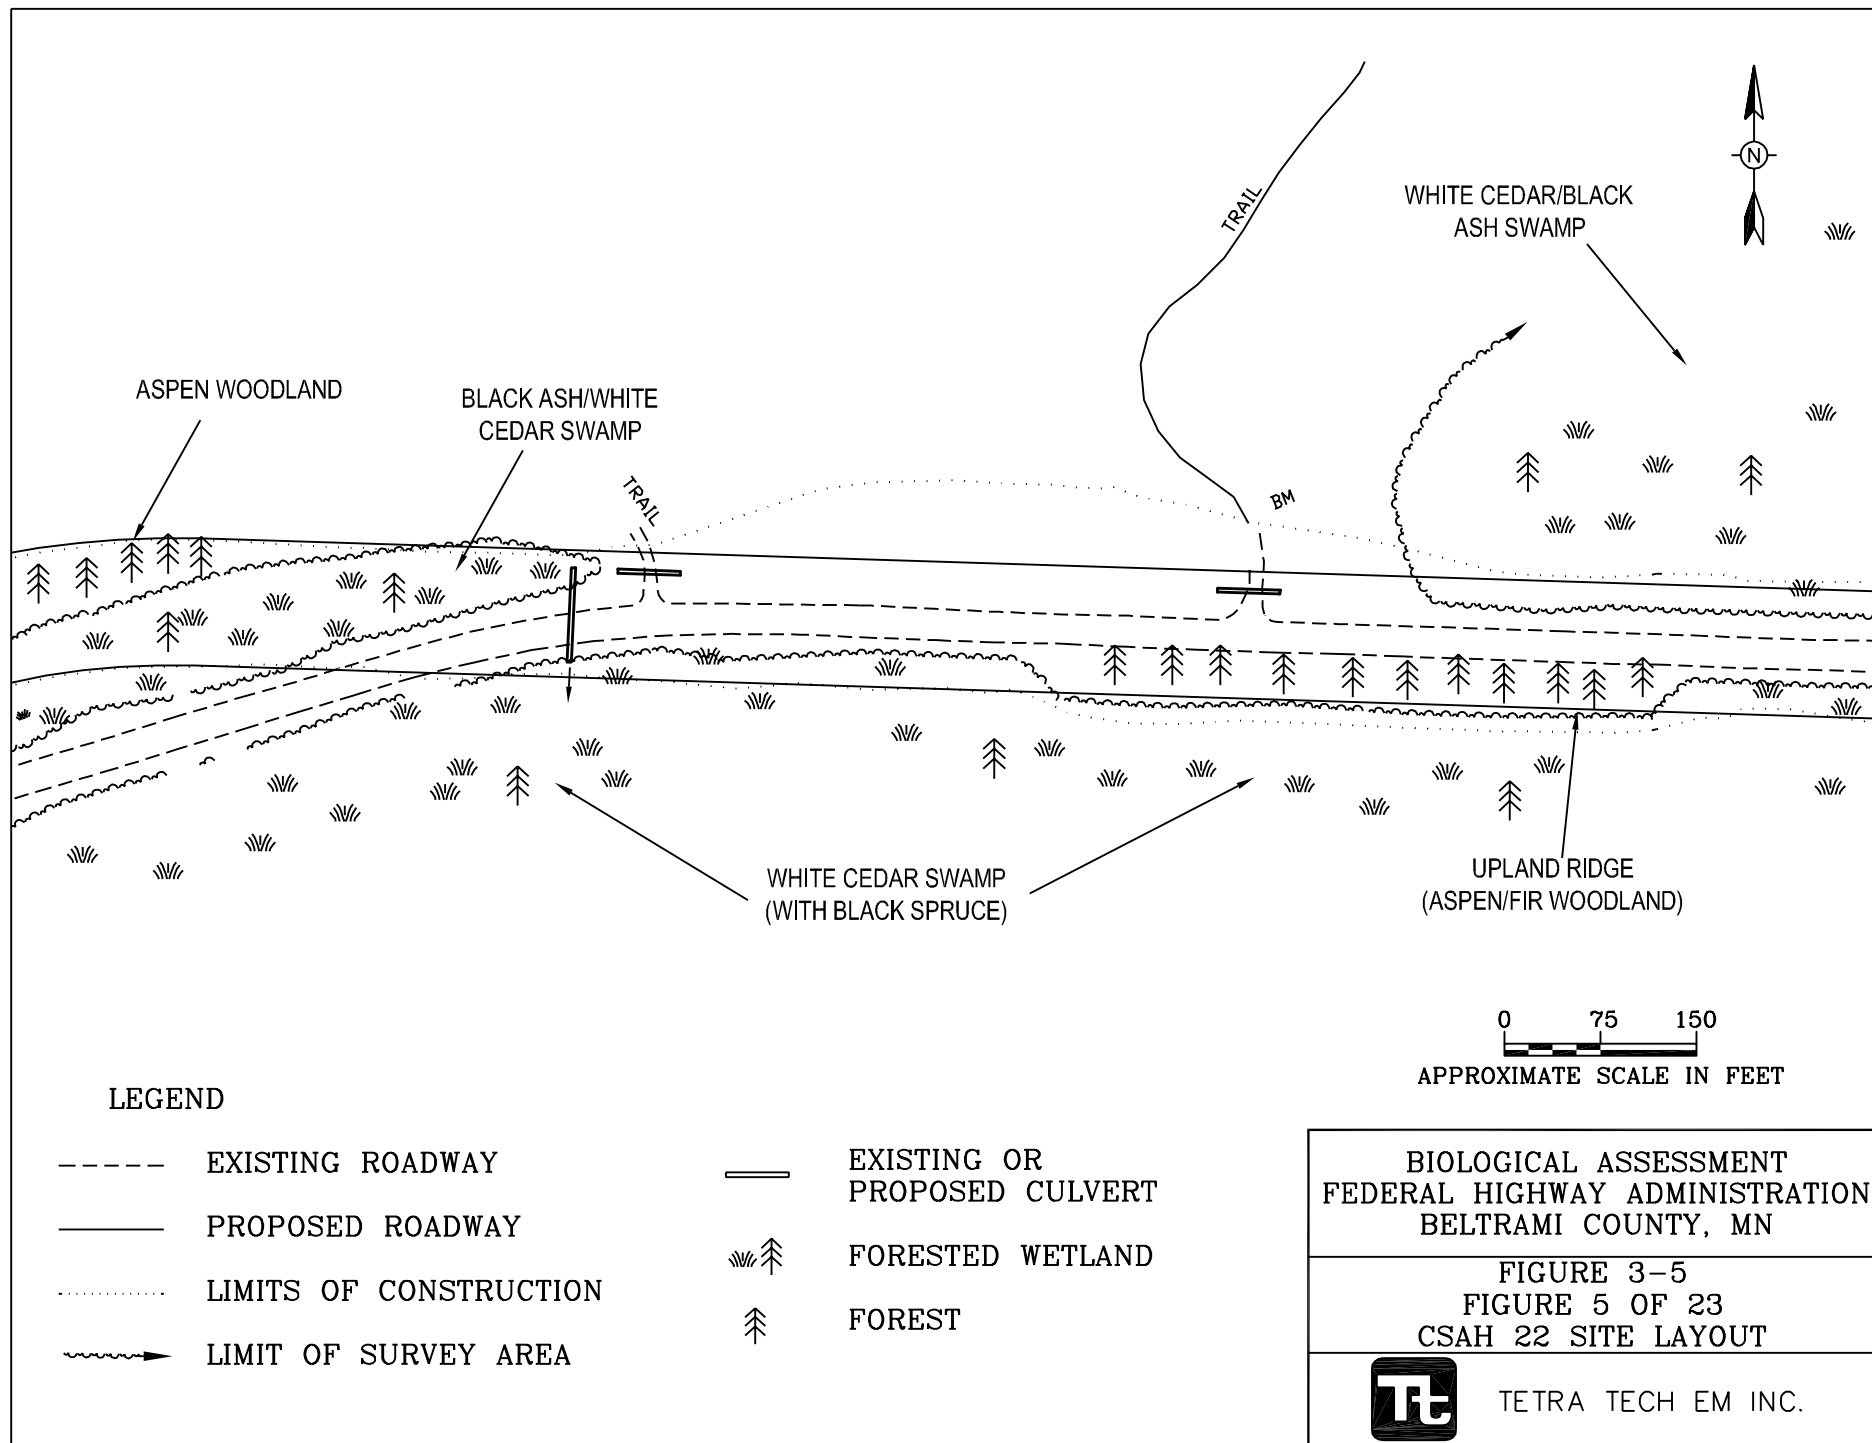 N
WHITE CEDAR/BLACK
ASH SWAMP
TRAIL
ASPEN WOODLAND
BLACK ASH/WHITE
CEDAR SWAMP
TRAIL
BM
WHITE CEDAR SWAMP
(WITH BLACK SPRUCE)
UPLAND RIDGE
(ASPEN/FIR WOODLAND)
0 75 150
APPROXIMATE SCALE IN FEET
LEGEND
EXISTING ROADWAY
PROPOSED ROADWAY
LIMITS OF CONSTRUCTION
LIMIT OF SURVEY AREA
EXISTING OR
PROPOSED CULVERT
FORESTED WETLAND
FOREST
BIOLOGICAL ASSESSMENT
FEDERAL HIGHWAY ADMINISTRATION
BELTRAMI COUNTY, MN
FIGURE 3-5
FIGURE 5 OF 23
CSAH 22 SITE LAYOUT
Tt
TETRA TECH EM INC.